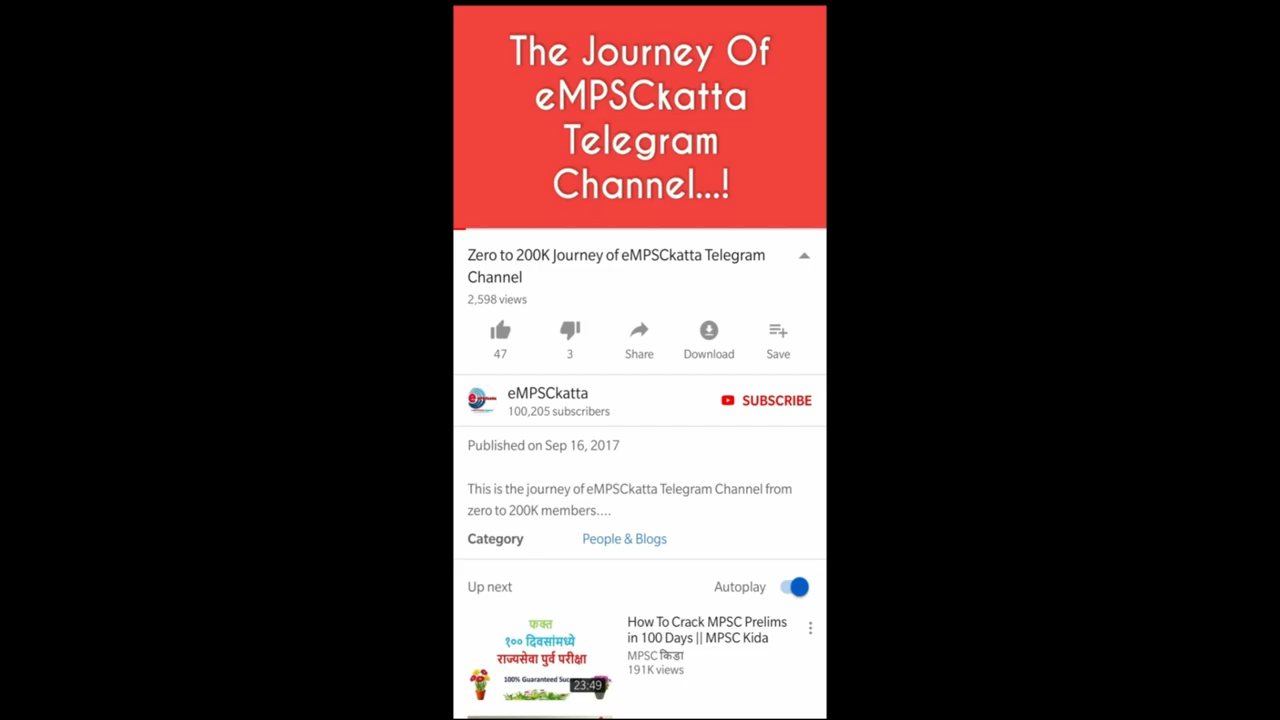 The Journey Of
eMPSCkatta
Telegram
Channel...!
Zero to 200K Journey of eMPSCkatta Telegram
Channel
2,598 views
47
3
Share
Download
Save
eMPSCkatta
100,205 subscribers
SUBSCRIBE
Published on Sep 16, 2017
This is the journey of eMPSCkatta Telegram Channel from
zero to 200K members....
Category
People & Blogs
Up next
Autoplay
फक्त
१०० दिवसांमध्ये
राज्यसेवा पुर्व परीक्षा
100% Guaranteed
23:49
How To Crack MPSC Prelims
in 100 Days || MPSC Kida
MPSC किडा
191K views